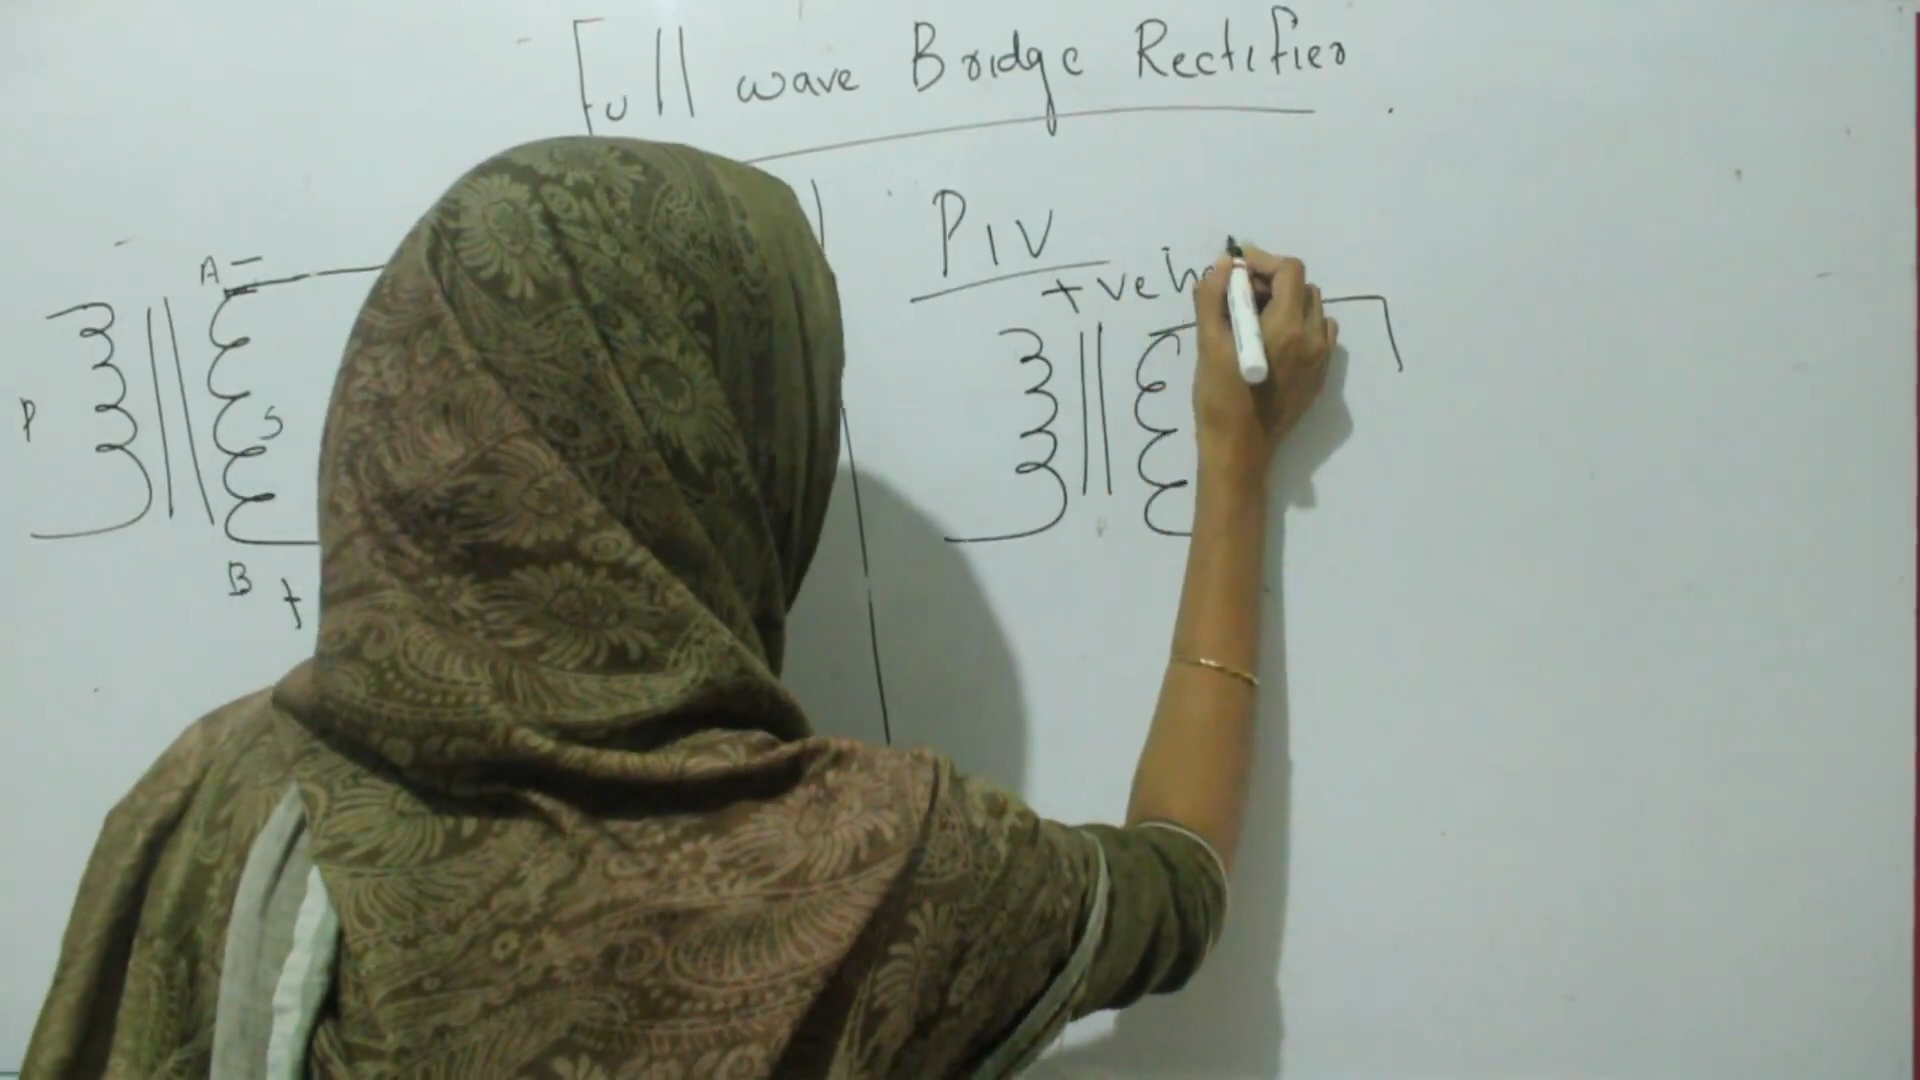 Full wave Bridge Rectifier
PIV
+ve
A -
P
S
B +